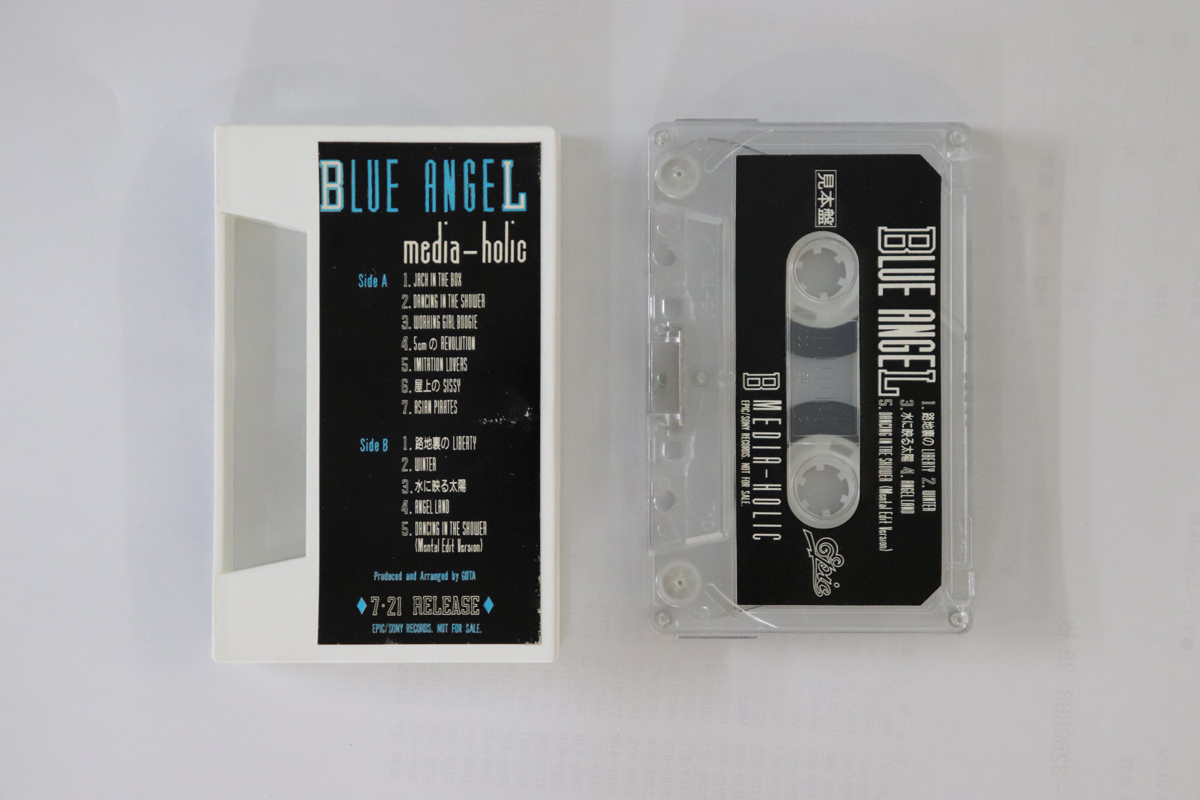 BLUE ANGEL
media-holic
Side A
1. JACK IN THE BOX
2. DANCING IN THE SHOWER
3. WORKING GIRL BOOGIE
4. 5cmの REVOLUTION
5. IMITATION LOVERS
6. 屋上の SISSY
7. ASIAN PIRATES
Side B
1. 路地裏の LIBERTY
2. WINTER
3. 水に映る太陽
4. ANGEL LAND
5. DANCING IN THE SHOWER
(Mental Edit Version)
Produced and Arranged by GOTA
7・21 RELEASE
EPIC/SONY RECORDS. NOT FOR SALE.
見本盤
BLUE ANGEL
1. 路地裏の LIBERTY 2. WINTER
3. 水に映る太陽 4. ANGEL LAND
5. DANCING IN THE SHOWER (Mental Edit Version)
B MEDIA-HOLIC
EPIC/SONY RECORDS. NOT FOR SALE.
Epic